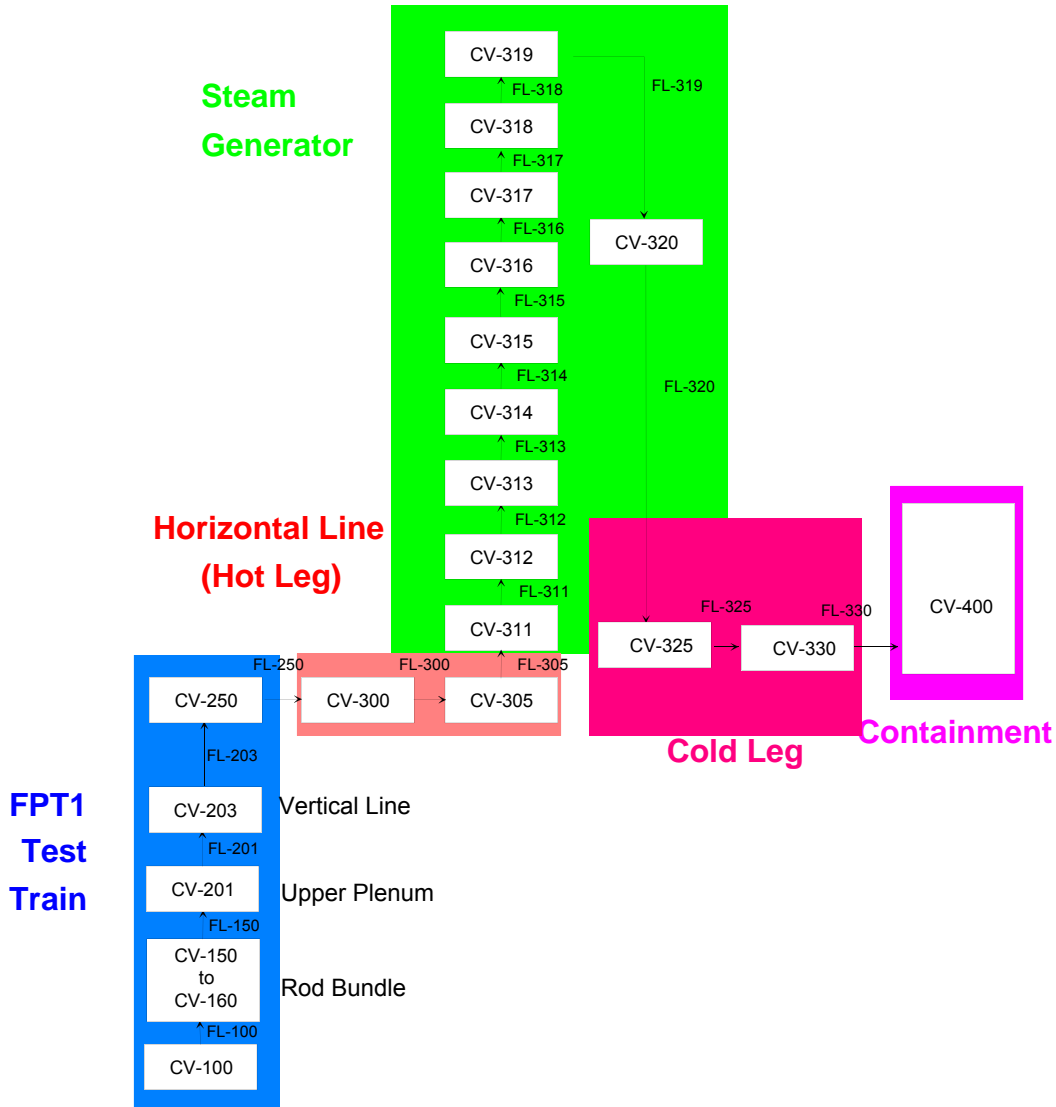 CV-319
FL-318
FL-319
Steam
Generator
CV-318
FL-317
CV-317
FL-316
CV-320
CV-316
FL-315
CV-315
FL-314
FL-320
CV-314
FL-313
CV-313
FL-312
Horizontal Line
(Hot Leg)
CV-312
FL-311
CV-311
FL-325
FL-330
CV-400
CV-325
CV-330
FL-250
FL-300
FL-305
CV-250
CV-300
CV-305
Containment
Cold Leg
FL-203
FPT1
Test
Train
CV-203
Vertical Line
FL-201
CV-201
Upper Plenum
FL-150
CV-150
to
CV-160
Rod Bundle
FL-100
CV-100